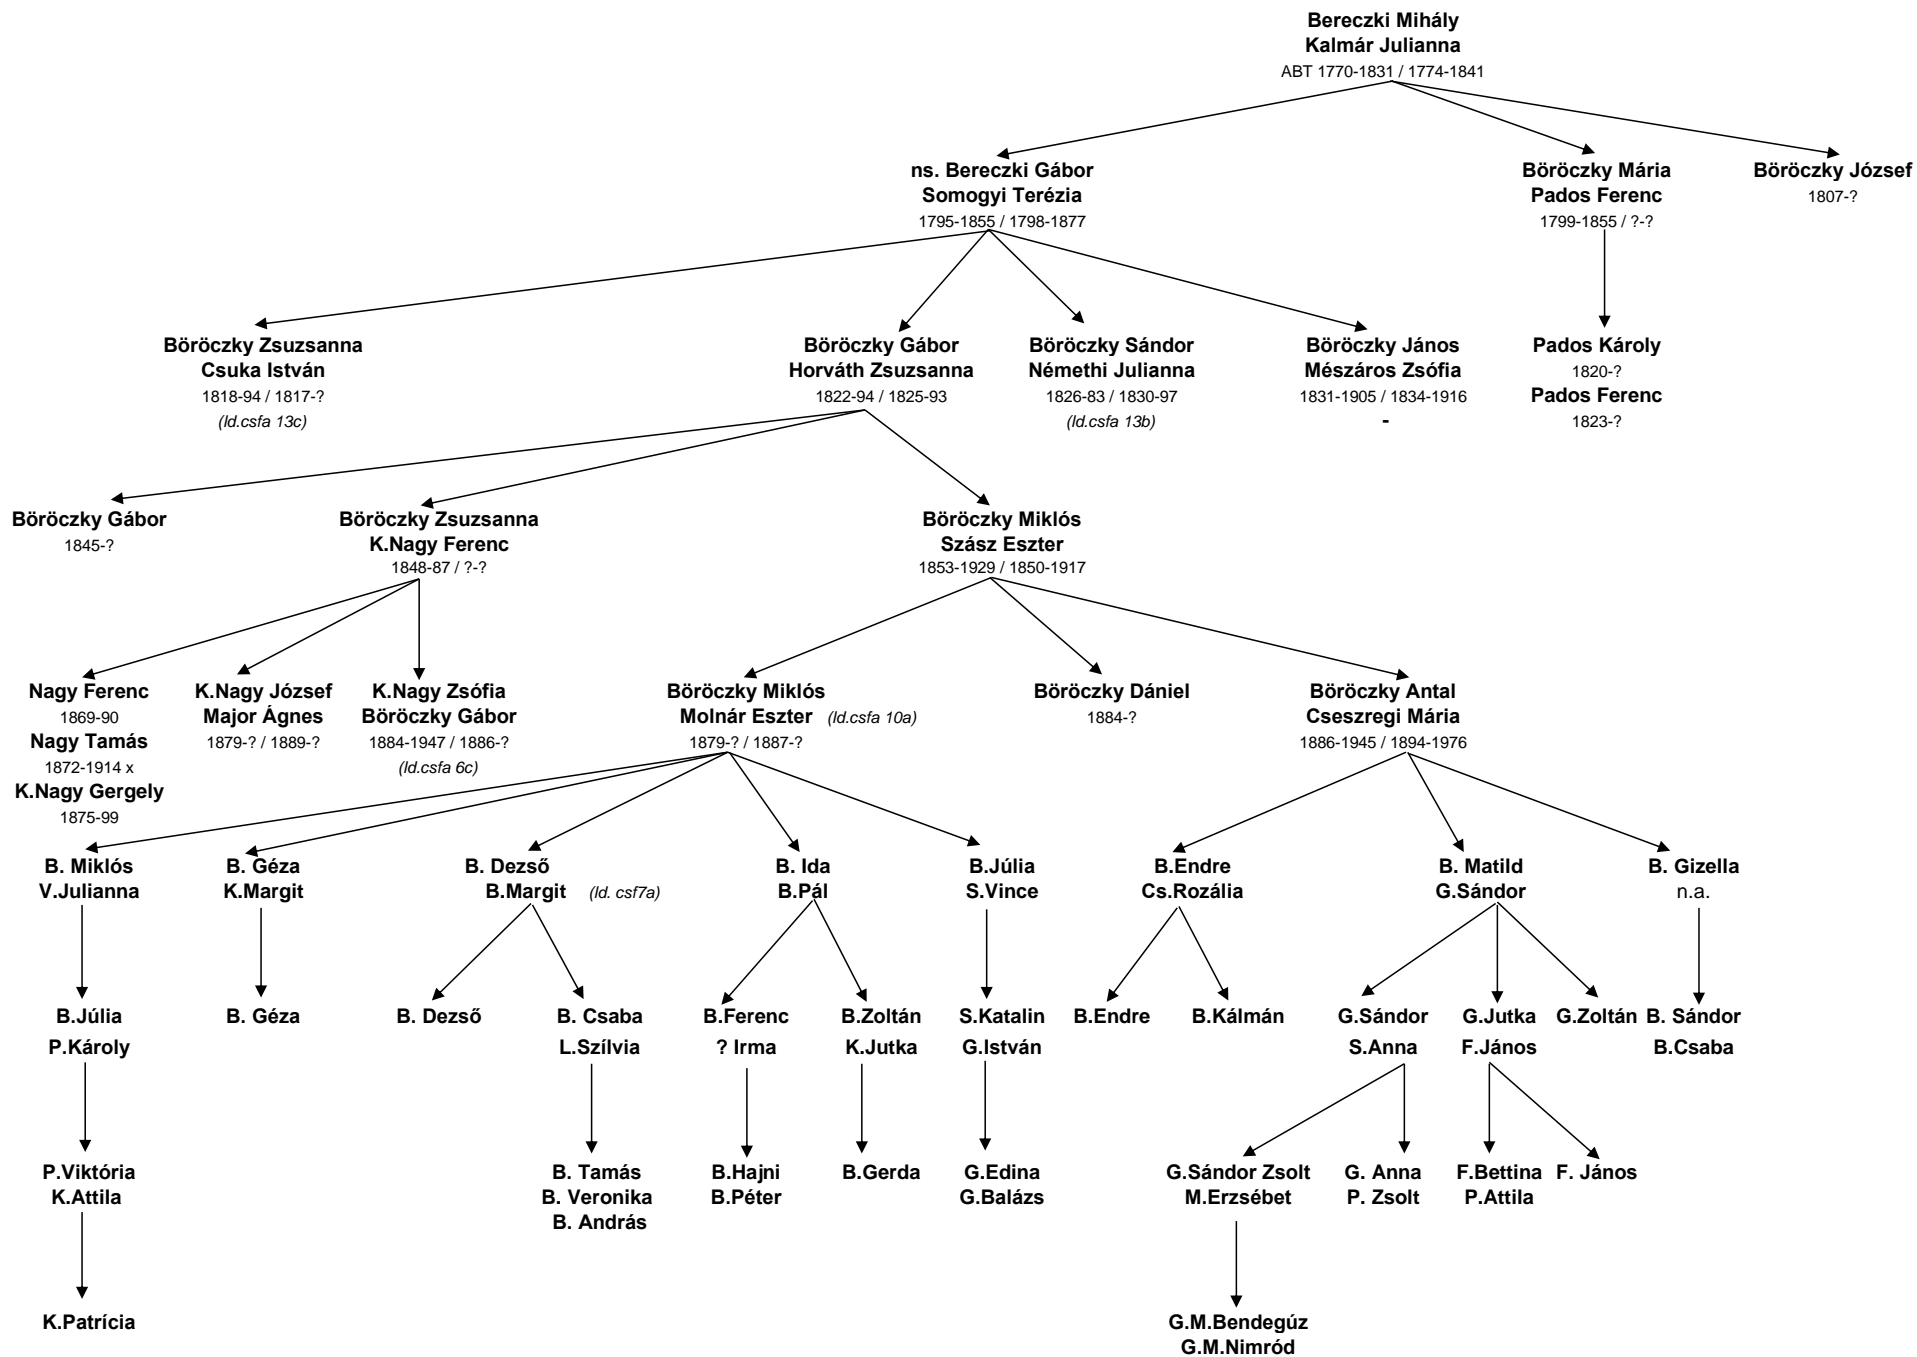 Bereczki Mihály
Kalmár Julianna
ABT 1770-1831 / 1774-1841
ns. Bereczki Gábor
Somogyi Terézia
1795-1855 / 1798-1877
Böröczky Mária
Pados Ferenc
1799-1855 / ?-?
Böröczky József
1807-?
Böröczky Zsuzsanna
Csuka István
1818-94 / 1817-?
(ld.csfa 13c)
Böröczky Gábor
Horváth Zsuzsanna
1822-94 / 1825-93
Böröczky Sándor
Némethi Julianna
1826-83 / 1830-97
(ld.csfa 13b)
Böröczky János
Mészáros Zsófia
1831-1905 / 1834-1916
-
Pados Károly
1820-?
Pados Ferenc
1823-?
Böröczky Gábor
1845-?
Böröczky Zsuzsanna
K.Nagy Ferenc
1848-87 / ?-?
Böröczky Miklós
Szász Eszter
1853-1929 / 1850-1917
Nagy Ferenc
1869-90
Nagy Tamás
1872-1914 x
K.Nagy Gergely
1875-99
K.Nagy József
Major Ágnes
1879-? / 1889-?
K.Nagy Zsófia
Böröczky Gábor
1884-1947 / 1886-?
(ld.csfa 6c)
Böröczky Miklós
Molnár Eszter (ld.csfa 10a)
1879-? / 1887-?
Böröczky Dániel
1884-?
Böröczky Antal
Cseszregi Mária
1886-1945 / 1894-1976
B. Miklós
V.Julianna
B. Géza
K.Margit
B. Dezső
B.Margit (ld. csf7a)
B. Ida
B.Pál
B.Júlia
S.Vince
B.Endre
Cs.Rozália
B. Matild
G.Sándor
B. Gizella
n.a.
B.Júlia
P.Károly
B. Géza
B. Dezső
B. Csaba
L.Szílvia
B.Ferenc
? Irma
B.Zoltán
K.Jutka
S.Katalin
G.István
B.Endre
B.Kálmán
G.Sándor
S.Anna
G.Jutka
F.János
G.Zoltán
B. Sándor
B.Csaba
P.Viktória
K.Attila
B. Tamás
B. Veronika
B. András
B.Hajni
B.Péter
B.Gerda
G.Edina
G.Balázs
G.Sándor Zsolt
M.Erzsébet
G. Anna
P. Zsolt
F.Bettina
P.Attila
F. János
K.Patrícia
G.M.Bendegúz
G.M.Nimród